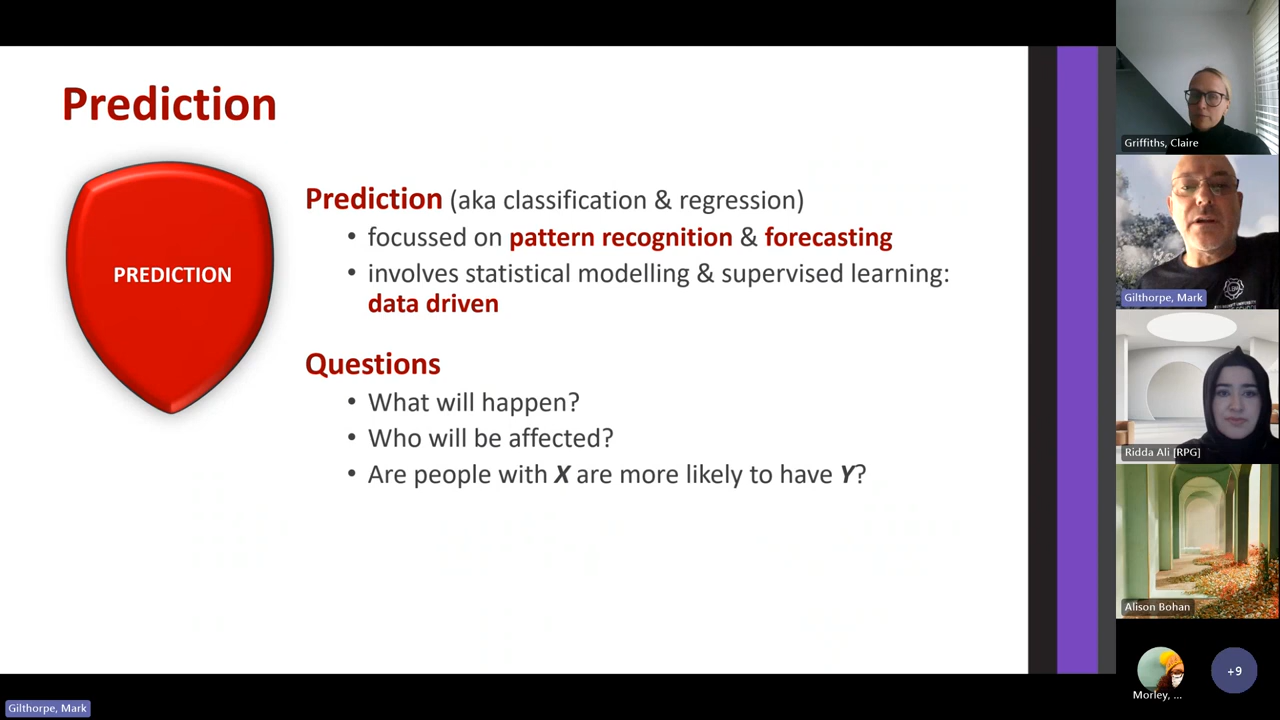 Prediction
PREDICTION
Prediction (aka classification & regression)
• focussed on pattern recognition & forecasting
• involves statistical modelling & supervised learning:
data driven
Questions
• What will happen?
• Who will be affected?
• Are people with X are more likely to have Y?
Griffiths, Claire
Gilthorpe, Mark
Ridda Ali [RPG]
Alison Bohan
Morley, ...
+9
Gilthorpe, Mark